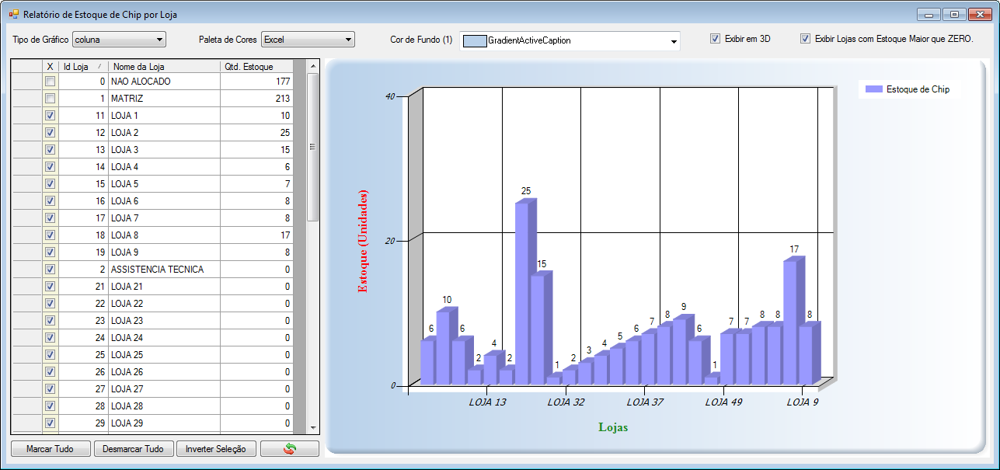 Relatório de Estoque de Chip por Loja
Tipo de Gráfico coluna Paleta de Cores Excel Cor de Fundo (1) GradientActiveCaption Exibir em 3D Exibir Lojas com Estoque Maior que ZERO.
X Id Loja Nome da Loja Qtd. Estoque
0 NAO ALOCADO 177
1 MATRIZ 213
11 LOJA 1 10
12 LOJA 2 25
13 LOJA 3 15
14 LOJA 4 6
15 LOJA 5 7
16 LOJA 6 8
17 LOJA 7 8
18 LOJA 8 17
19 LOJA 9 8
2 ASSISTENCIA TECNICA 0
21 LOJA 21 0
22 LOJA 22 0
23 LOJA 23 0
24 LOJA 24 0
25 LOJA 25 0
26 LOJA 26 0
27 LOJA 27 0
28 LOJA 28 0
29 LOJA 29 0
Marcar Tudo Desmarcar Tudo Inverter Seleção
Estoque de Chip
Estoque (Unidades)
40
20
0
6 10 6 2 4 2 25 15 1 2 3 4 5 6 7 8 9 6 1 7 7 8 8 17 8
LOJA 13 LOJA 32 LOJA 37 LOJA 49 LOJA 9
Lojas